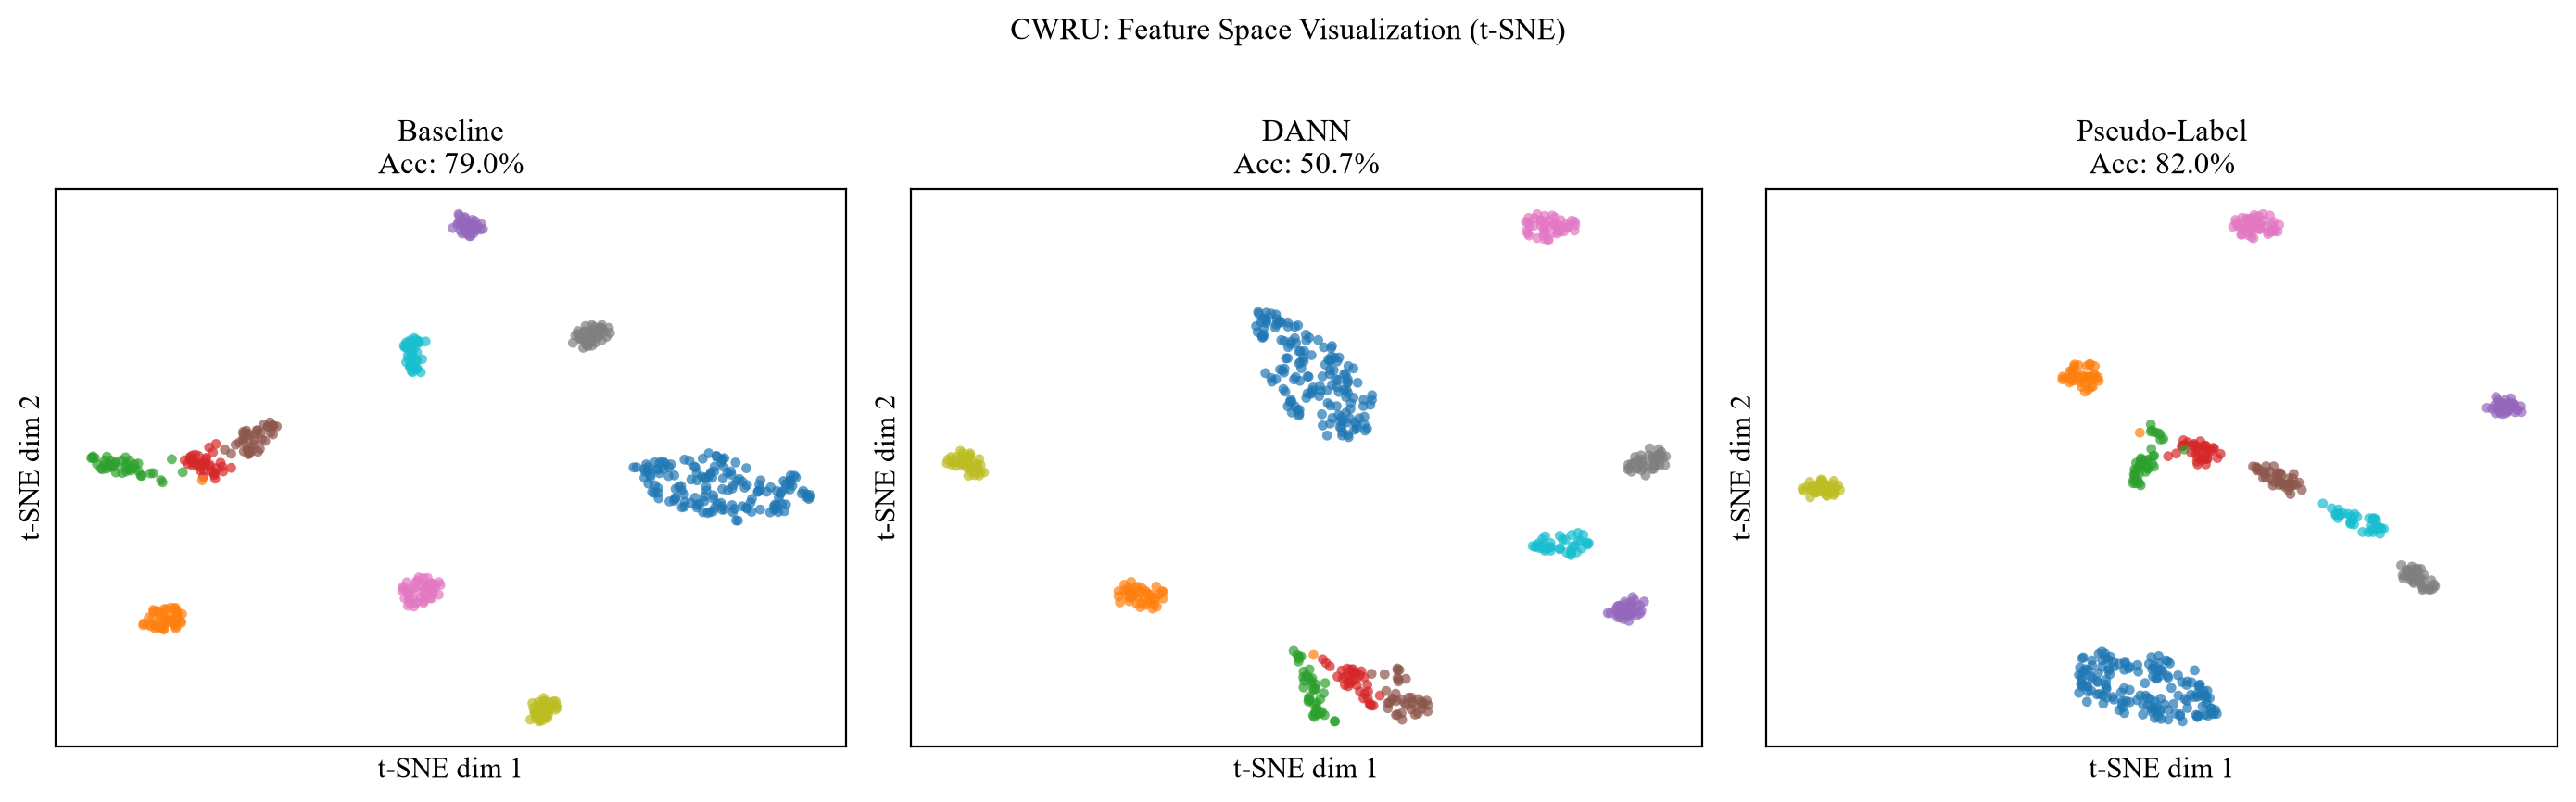 CWRU: Feature Space Visualization (t-SNE)
Baseline
Acc: 79.0%
t-SNE dim 2
t-SNE dim 1
DANN
Acc: 50.7%
t-SNE dim 2
t-SNE dim 1
Pseudo-Label
Acc: 82.0%
t-SNE dim 2
t-SNE dim 1